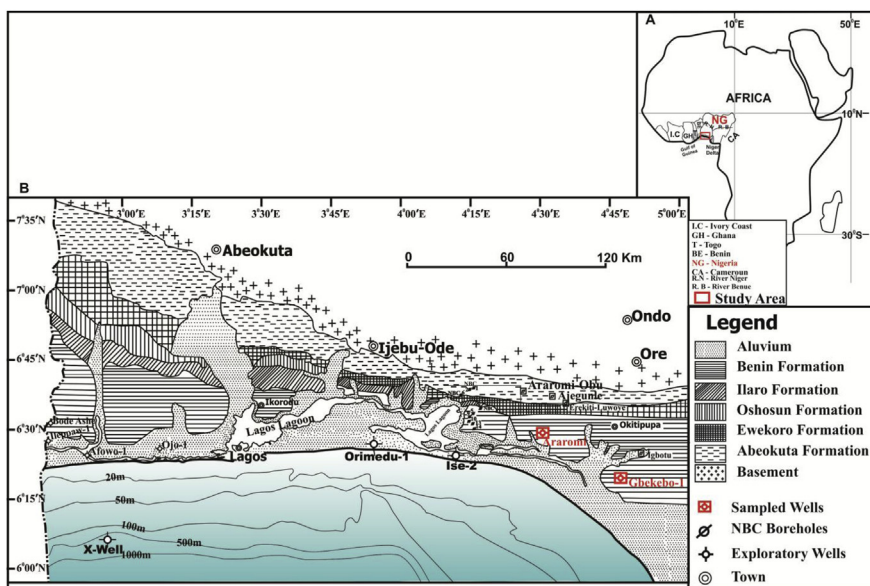 A
10°E
50°E
AFRICA
10°N
NG
I.C
GH
R. B
CA
Gulf of
Guinea
Niger
Delta
30°S
I.C - Ivory Coast
GH - Ghana
T - Togo
BE - Benin
NG - Nigeria
CA - Cameroun
R.N - River Niger
R. B - River Benue
Study Area
B
3°00'E
3°15'E
3°30'E
3°45'E
4°00'E
4°15'E
4°30'E
4°45'E
5°00'E
7°35'N
7°00'N
6°45'N
6°30'N
6°15'N
6°00'N
Abeokuta
0 60 120 Km
Ondo
Ijebu-Ode
Ore
Araromi-Obu
Ajegunle
Ikorodu
Okitipupa
Bode Ashe
Lagos Lagoon
Araromi
Afowo-1
Ojo-1
Lagos
Orimedu-1
Ise-2
Igbotu
Gbekebo-1
20m
50m
100m
500m
1000m
X-Well
Legend
Aluvium
Benin Formation
Ilaro Formation
Oshosun Formation
Ewekoro Formation
Abeokuta Formation
Basement
Sampled Wells
NBC Boreholes
Exploratory Wells
Town